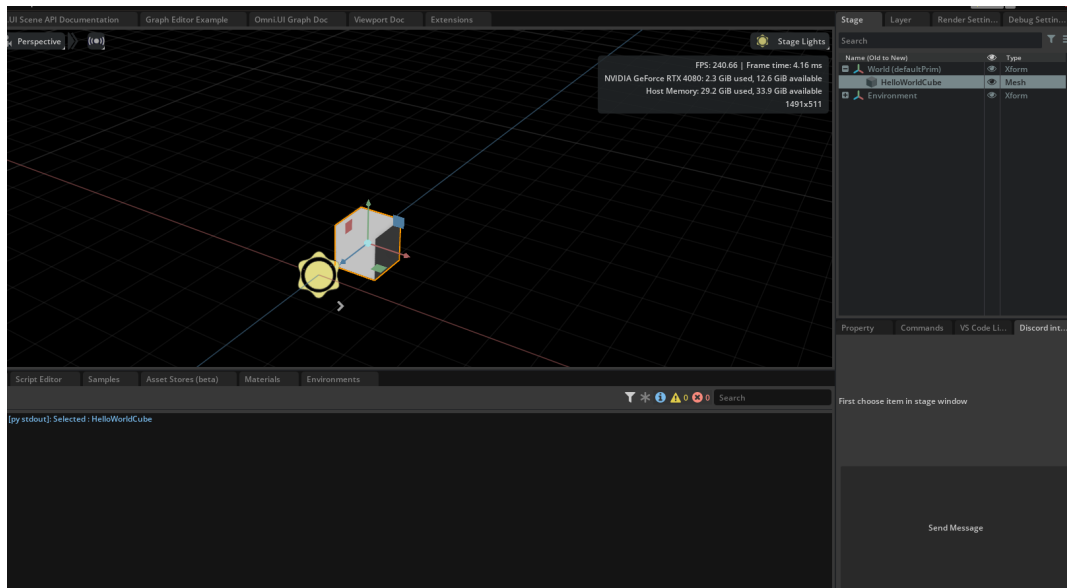 .UI Scene API Documentation
Graph Editor Example
Omni.UI Graph Doc
Viewport Doc
Extensions
Perspective
Stage Lights
FPS: 240.66 | Frame time: 4.16 ms
NVIDIA GeForce RTX 4080: 2.3 GiB used, 12.6 GiB available
Host Memory: 29.2 GiB used, 33.9 GiB available
1491x511
Stage
Layer
Render Settin...
Debug Settin...
Search
Name (Old to New)
Type
World (defaultPrim)
Xform
HelloWorldCube
Mesh
Environment
Xform
Property
Commands
VS Code Li...
Discord int...
First choose item in stage window
Send Message
Script Editor
Samples
Asset Stores (beta)
Materials
Environments
0
0
Search
[py stdout]: Selected : HelloWorldCube